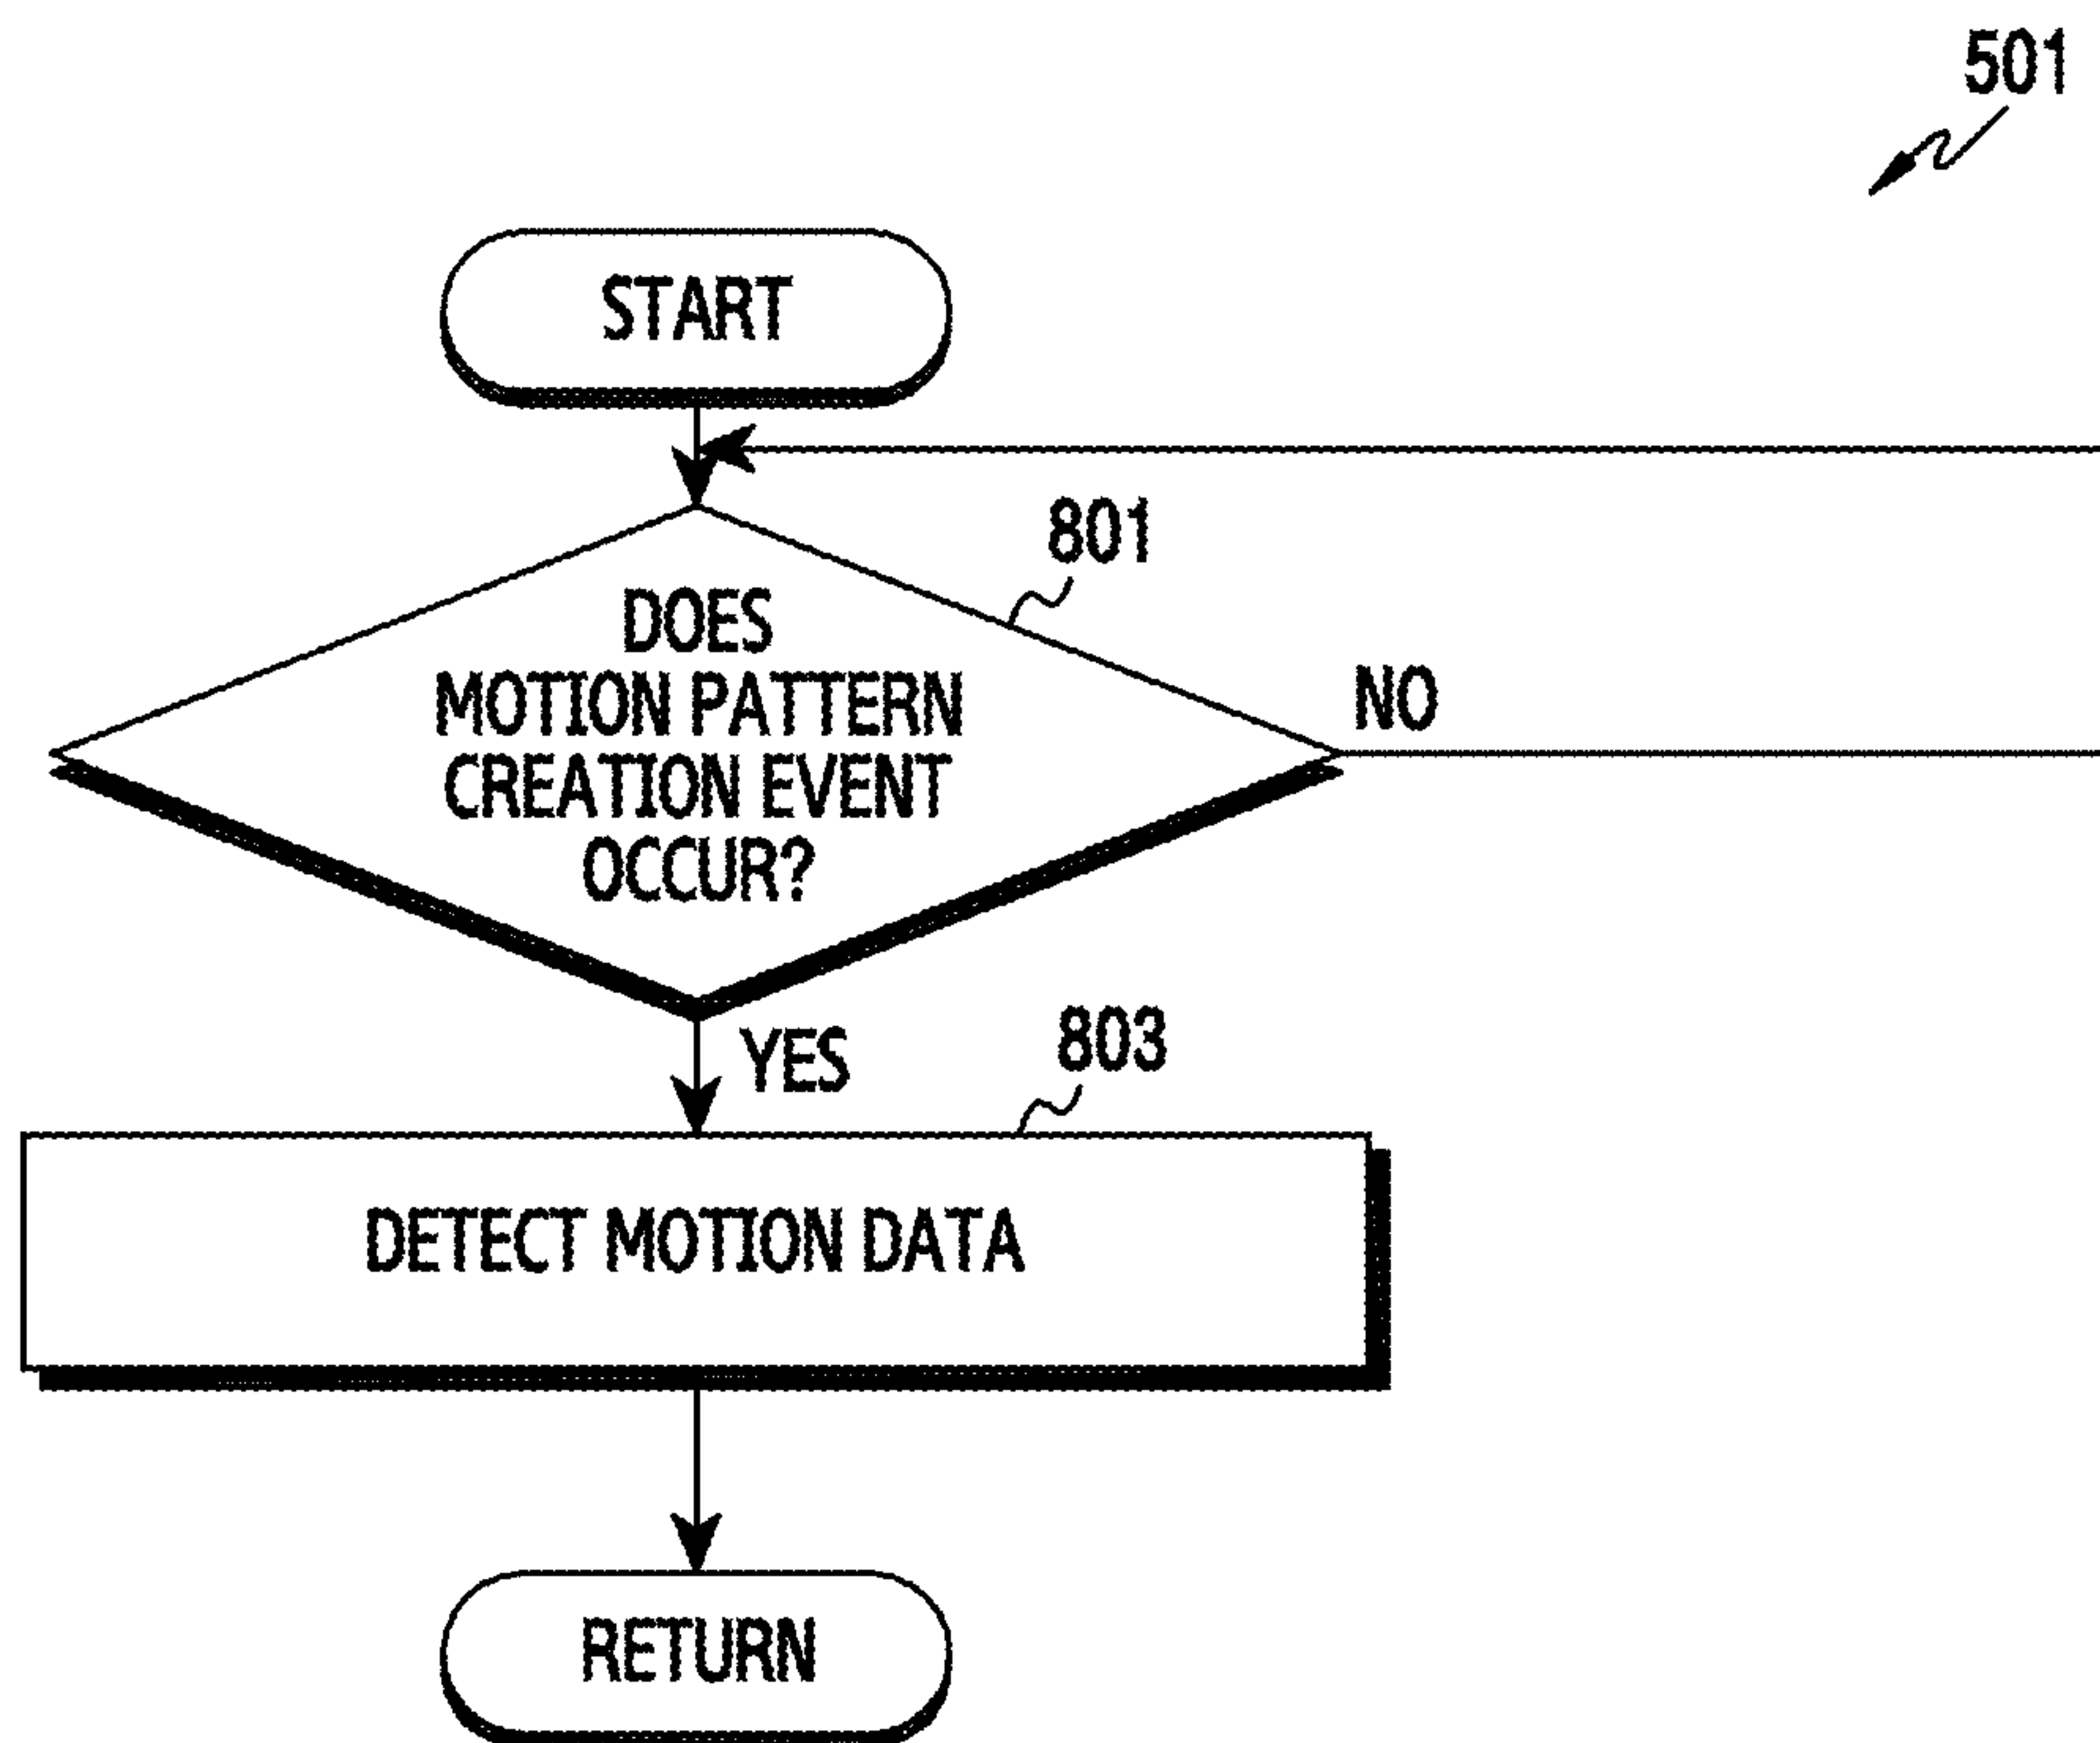 501
START
801
DOES
MOTION PATTERN
CREATION EVENT
OCCUR?
NO
YES
803
DETECT MOTION DATA
RETURN